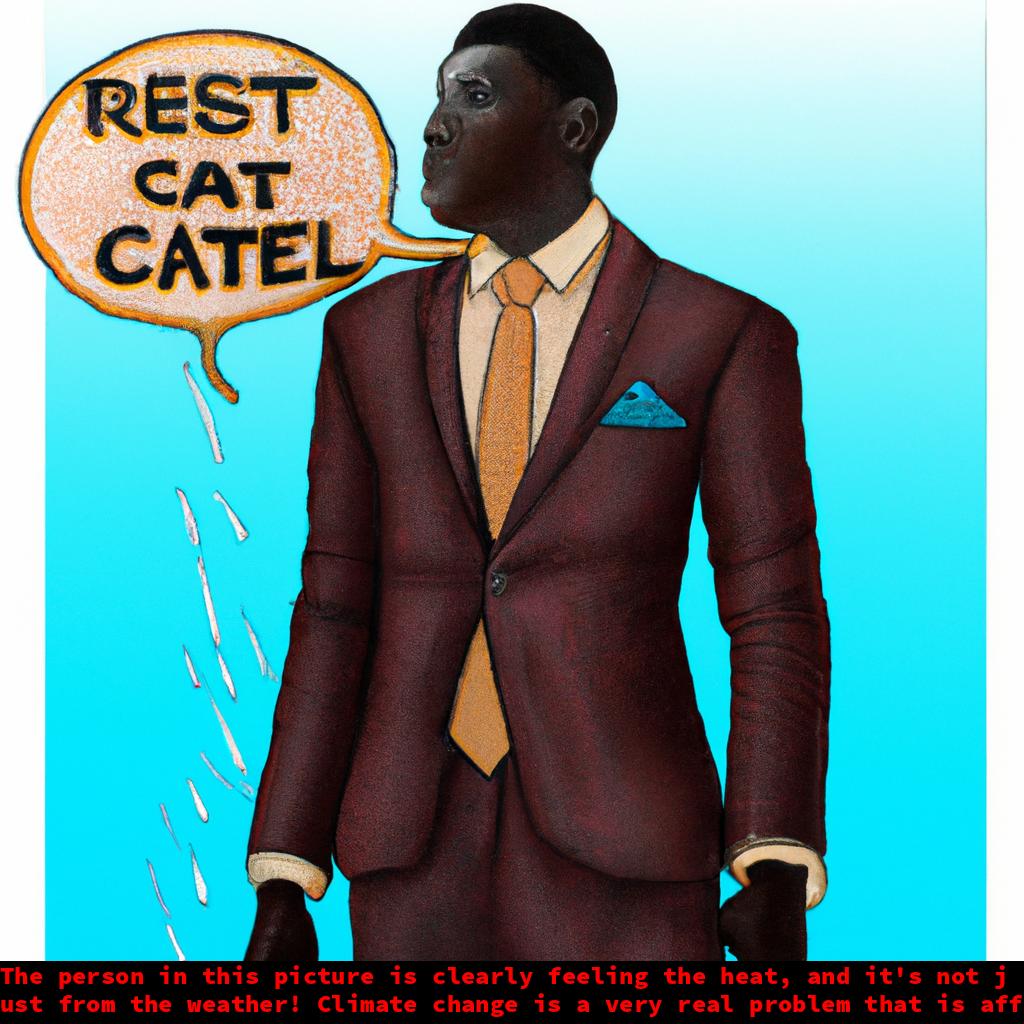 REST
CAT
CATEL
The person in this picture is clearly feeling the heat, and it's not j
ust from the weather! Climate change is a very real problem that is aff